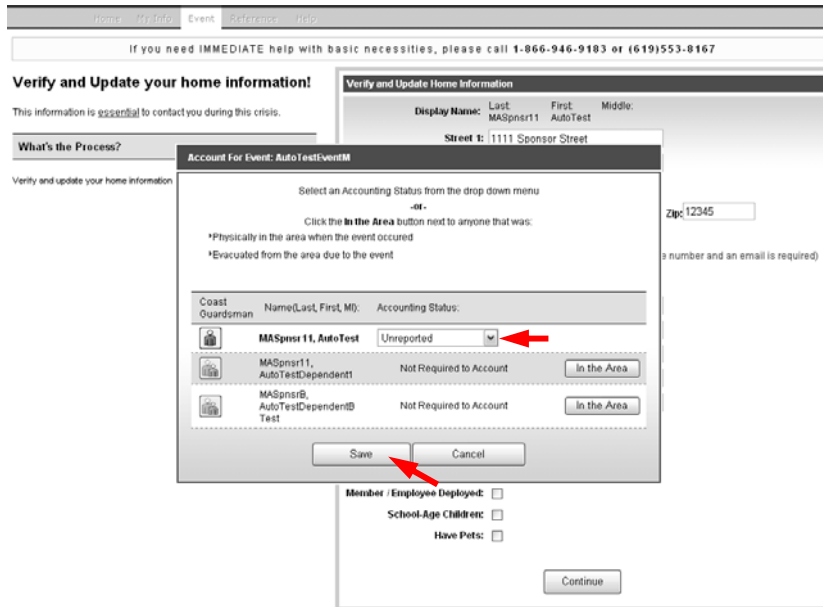 Home My Info Event Reference Help
If you need IMMEDIATE help with basic necessities, please call 1-866-946-9183 or (619)553-8167
Verify and Update your home information!
This information is essential to contact you during this crisis.
What's the Process?
Verify and update your home information
Verify and Update Home Information
Display Name: Last: First: Middle:
MASpnsr11 AutoTest
Street 1: 1111 Sponsor Street
Zip: 12345
number and an email is required)
Account For Event: AutoTestEventM
Select an Accounting Status from the drop down menu
-or-
Click the In the Area button next to anyone that was:
*Physically in the area when the event occured
*Evacuated from the area due to the event
Coast Guardsman Name(Last, First, MI): Accounting Status:
MASpnsr11, AutoTest Unreported
MASpnsr11, AutoTestDependent1 Not Required to Account In the Area
MASpnsrB, AutoTestDependentB Test Not Required to Account In the Area
Save Cancel
Member / Employee Deployed:
School-Age Children:
Have Pets:
Continue